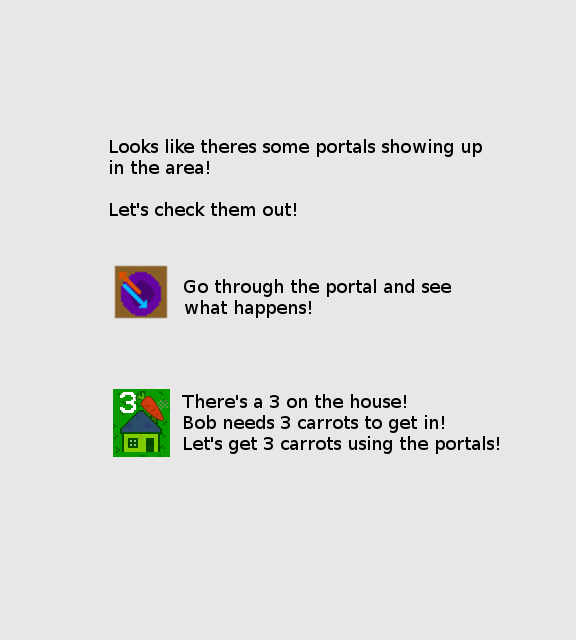 Looks like theres some portals showing up
in the area!
Let's check them out!
Go through the portal and see
what happens!
3
There's a 3 on the house!
Bob needs 3 carrots to get in!
Let's get 3 carrots using the portals!